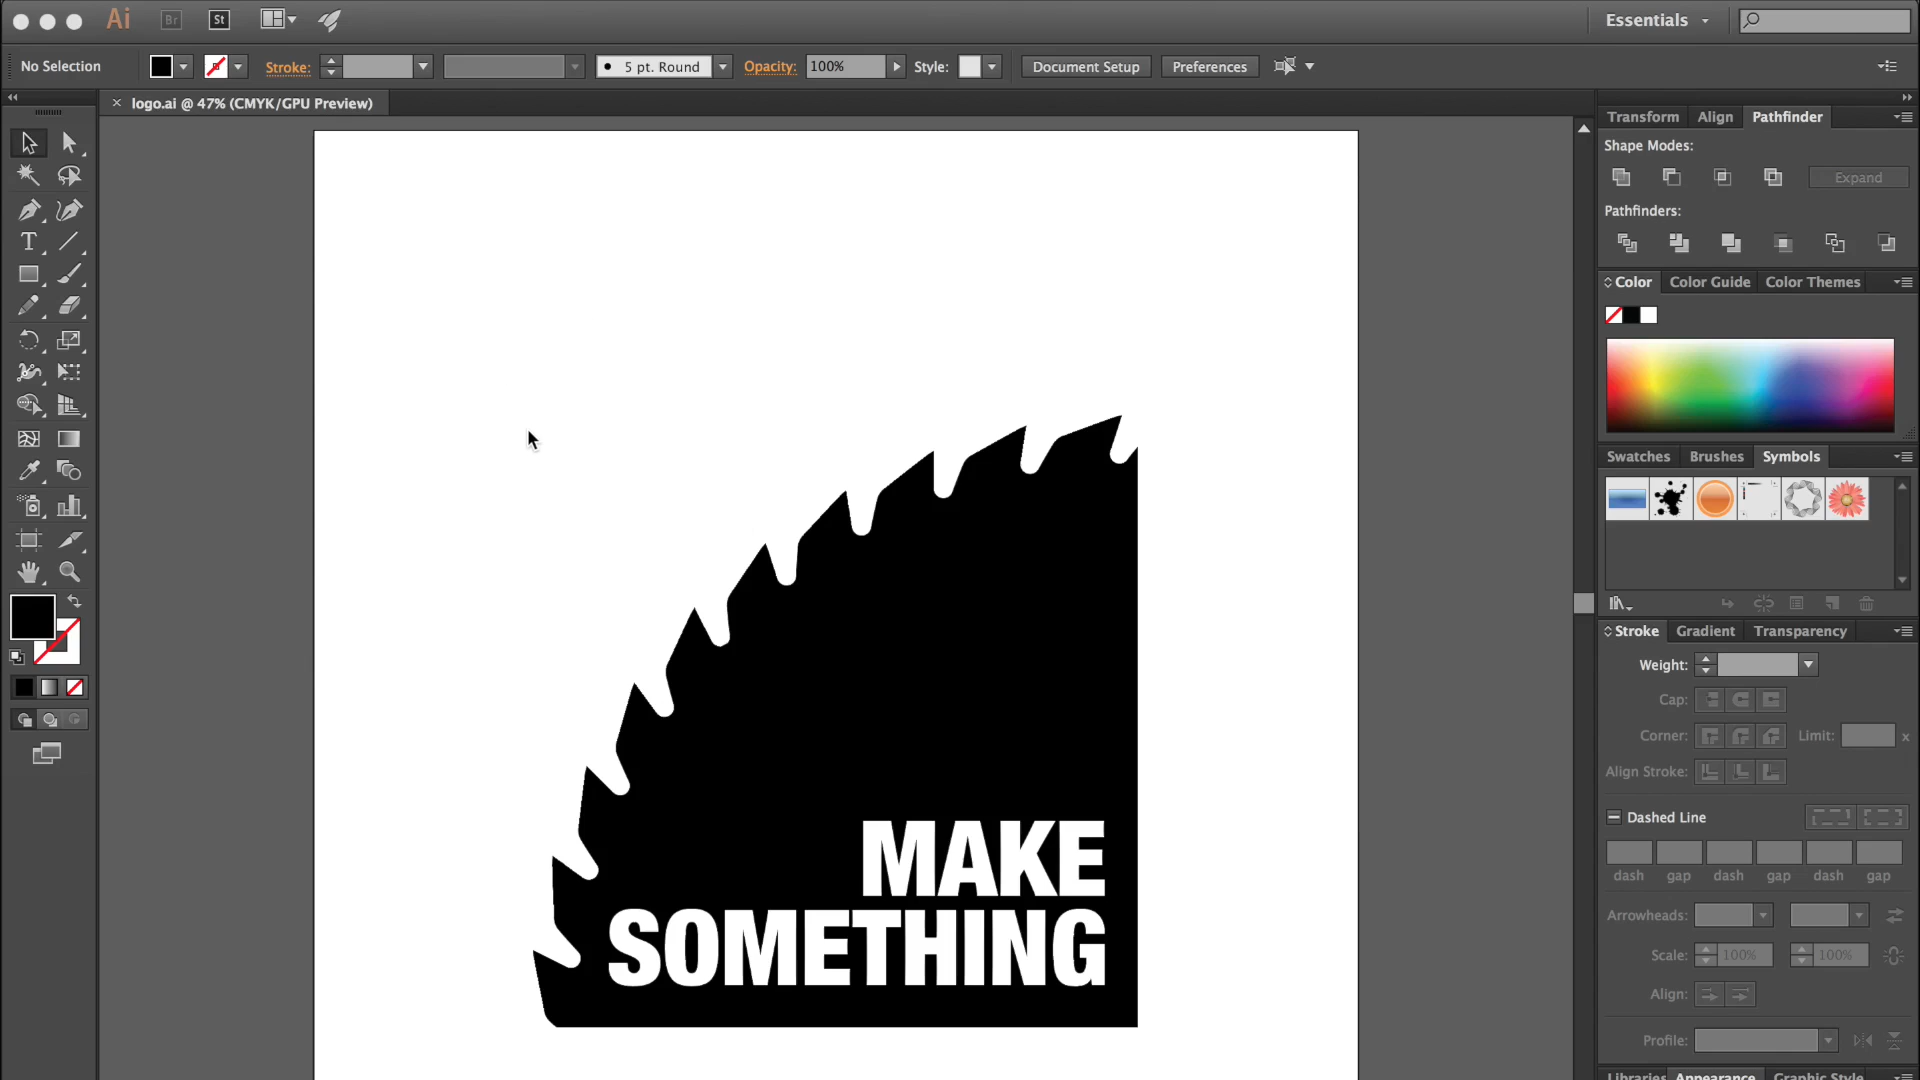 Ai Br St Essentials
No Selection Stroke: 5 pt. Round Opacity: 100% Style: Document Setup Preferences
× logo.ai @ 47% (CMYK/GPU Preview)
Transform Align Pathfinder
Shape Modes:
Expand
Pathfinders:
Color Color Guide Color Themes
Swatches Brushes Symbols
Stroke Gradient Transparency
Weight:
Cap:
Corner: Limit: x
Align Stroke:
Dashed Line
dash gap dash gap dash gap
Arrowheads:
Scale: 100% 100%
Align:
Profile:
Libraries Appearance Graphic Style
MAKE
SOMETHING